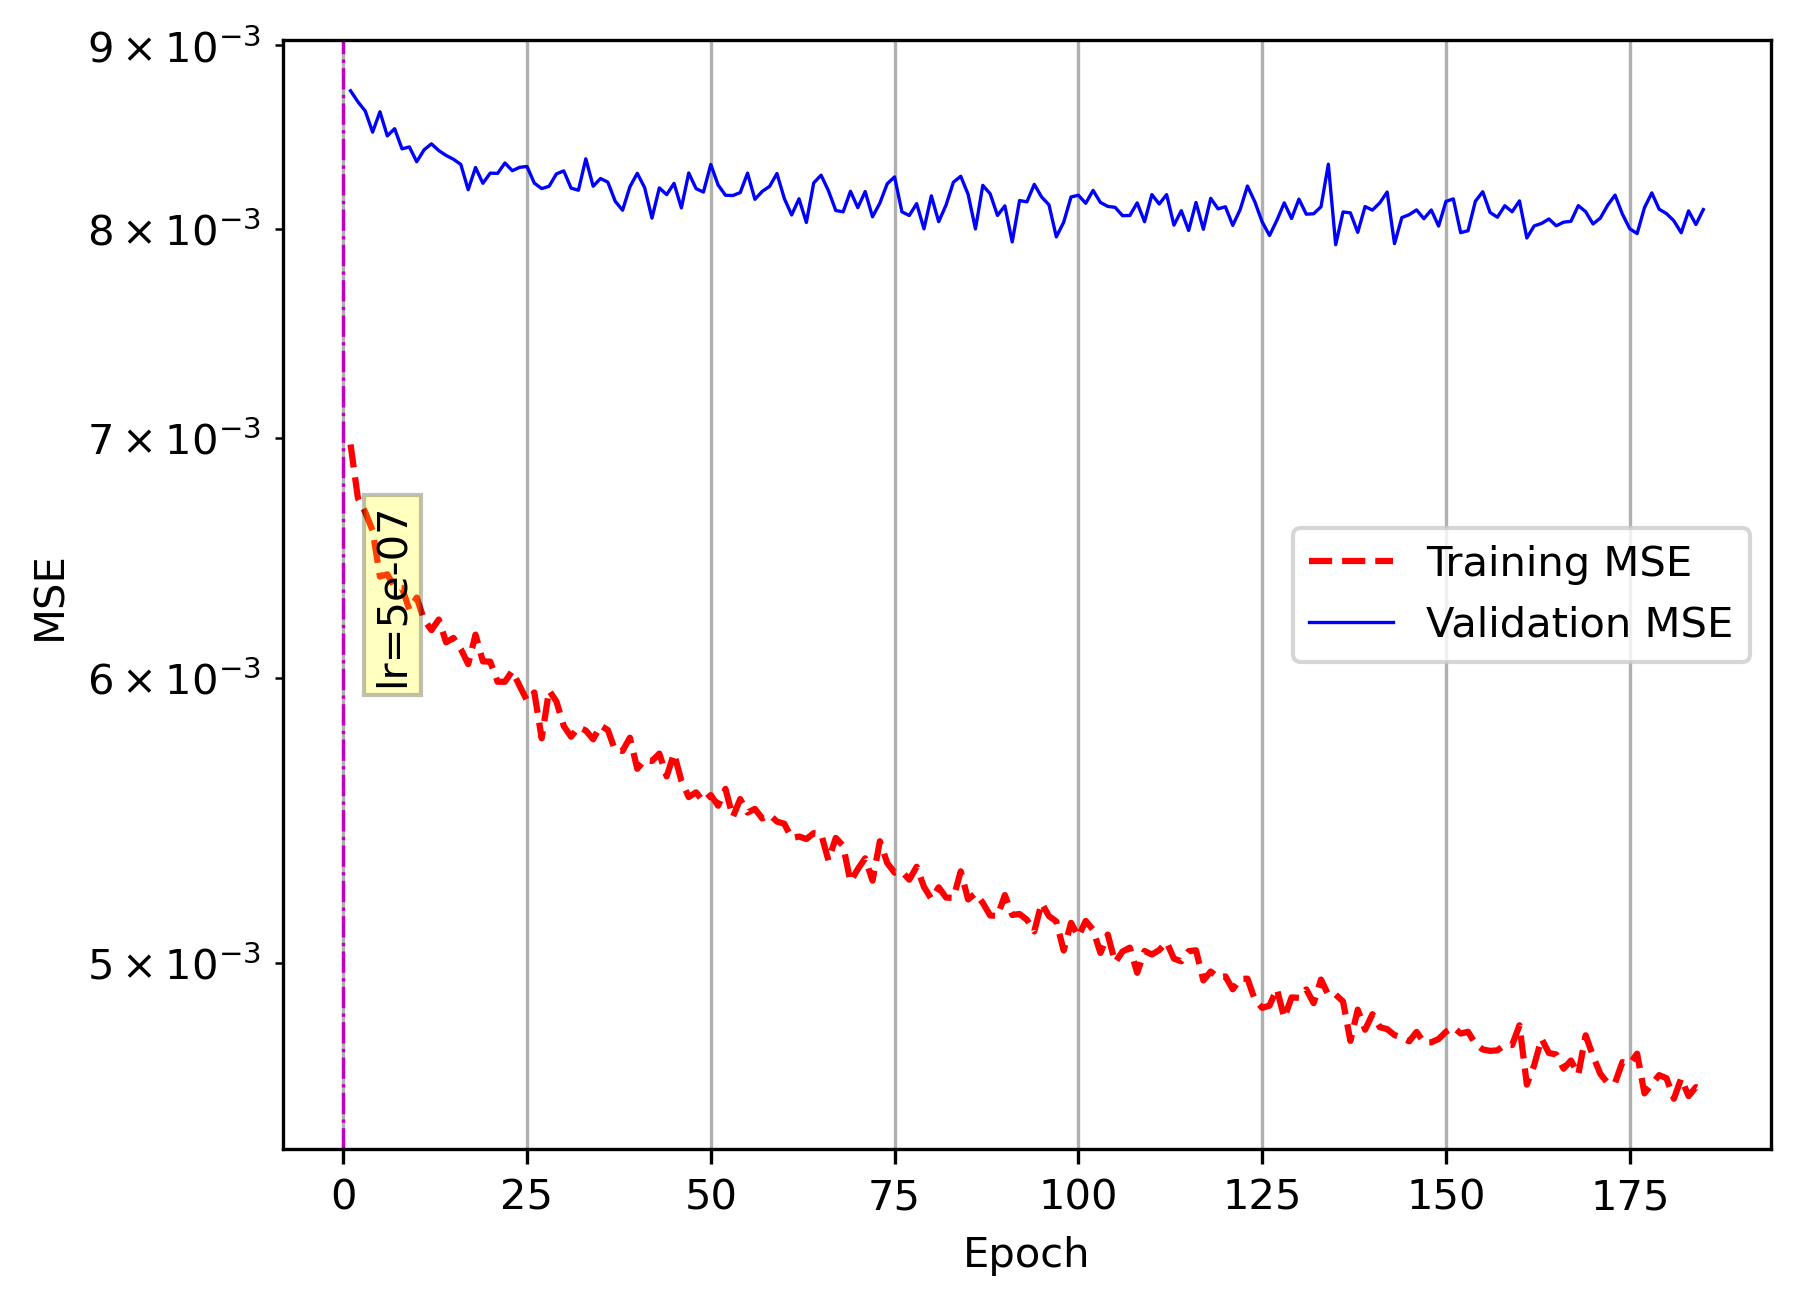 9 × 10⁻³
8 × 10⁻³
7 × 10⁻³
6 × 10⁻³
5 × 10⁻³
MSE
lr=5e-07
Training MSE
Validation MSE
0 25 50 75 100 125 150 175
Epoch